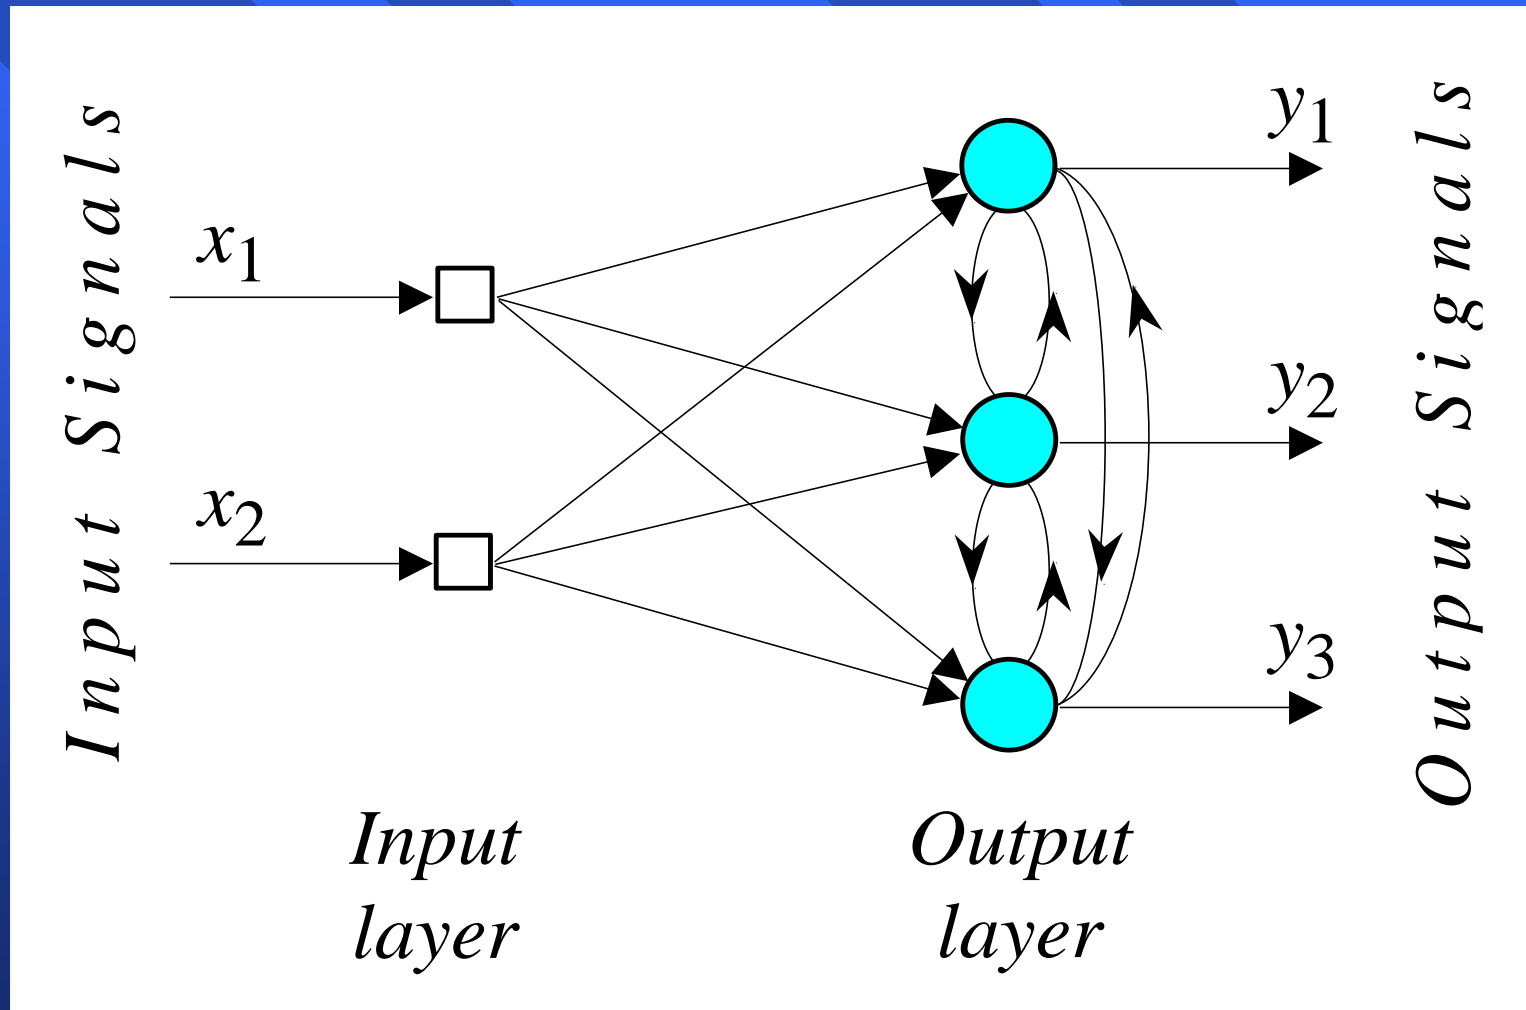 Input Signals
x1
x2
y1
y2
y3
Output Signals
Input
layer
Output
layer